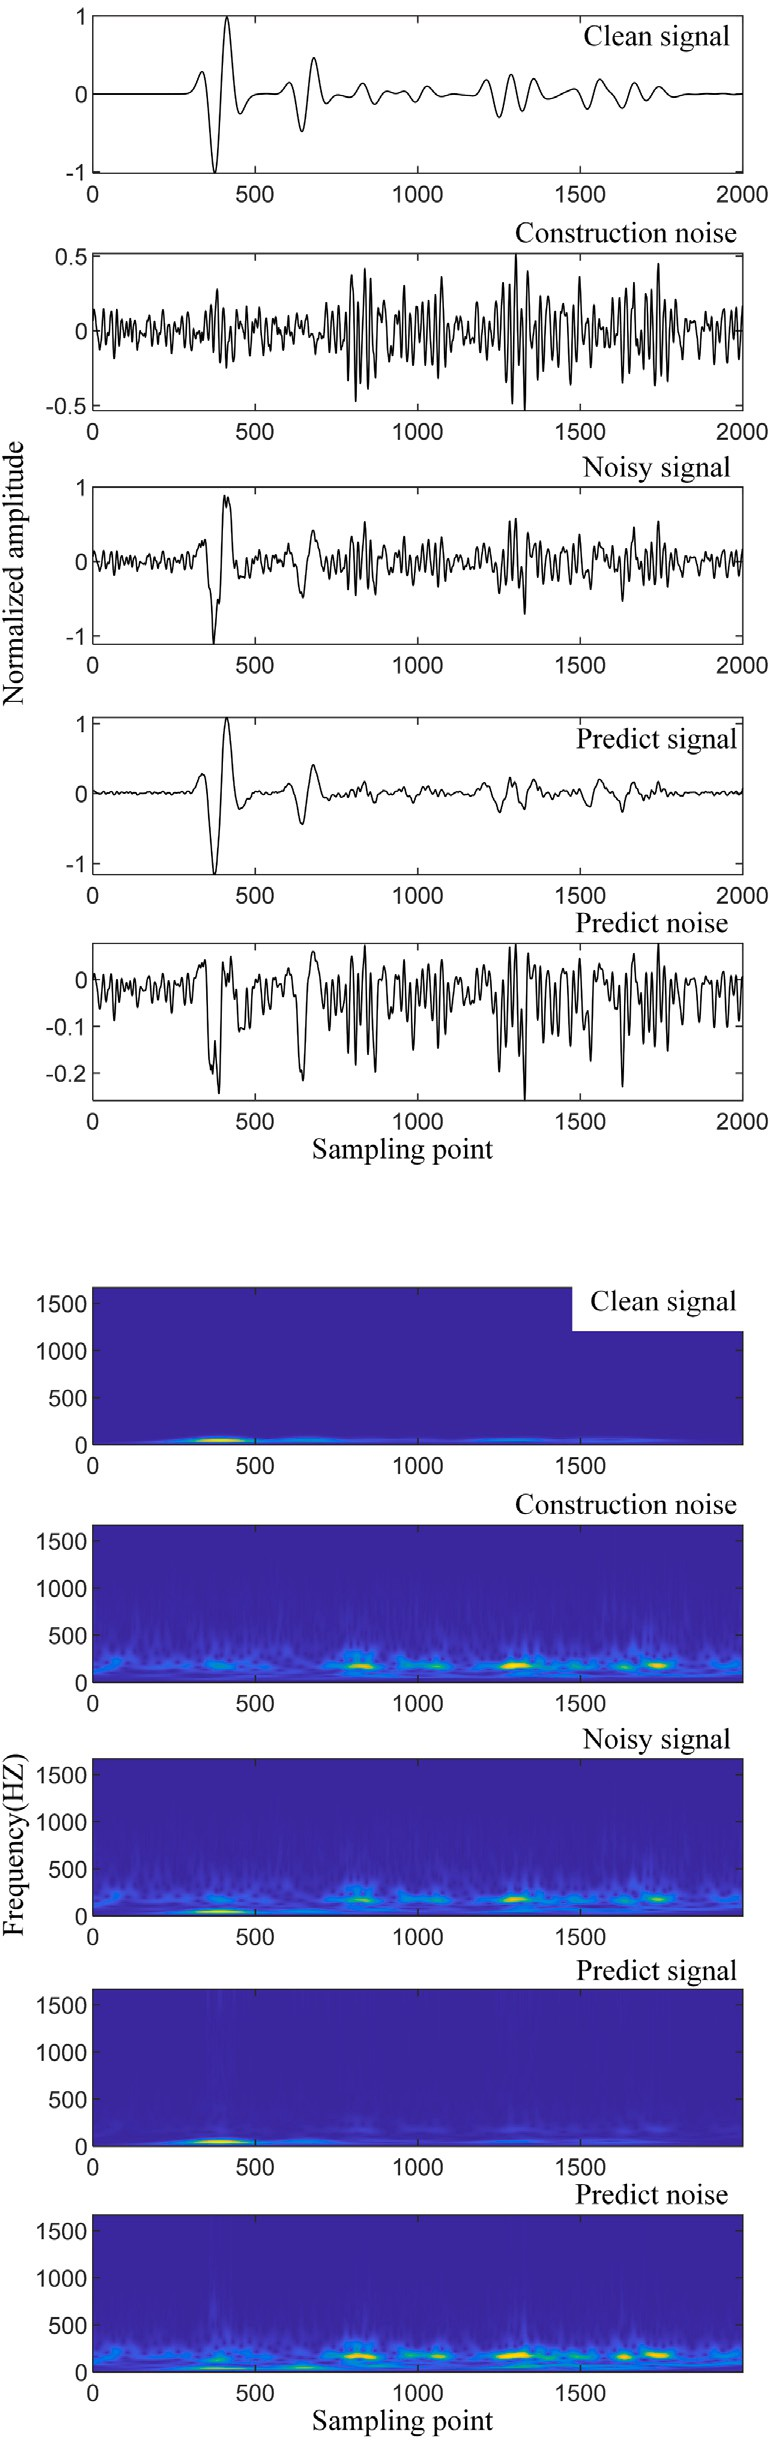 Normalized amplitude
Clean signal
1
0
-1
0 500 1000 1500 2000
Construction noise
0.5
0
-0.5
0 500 1000 1500 2000
Noisy signal
1
0
-1
0 500 1000 1500 2000
Predict signal
1
0
-1
0 500 1000 1500 2000
Predict noise
0
-0.1
-0.2
0 500 1000 1500 2000
Sampling point
Frequency(HZ)
Clean signal
1500
1000
500
0
0 500 1000 1500
Construction noise
1500
1000
500
0
0 500 1000 1500
Noisy signal
1500
1000
500
0
0 500 1000 1500
Predict signal
1500
1000
500
0
0 500 1000 1500
Predict noise
1500
1000
500
0
0 500 1000 1500
Sampling point